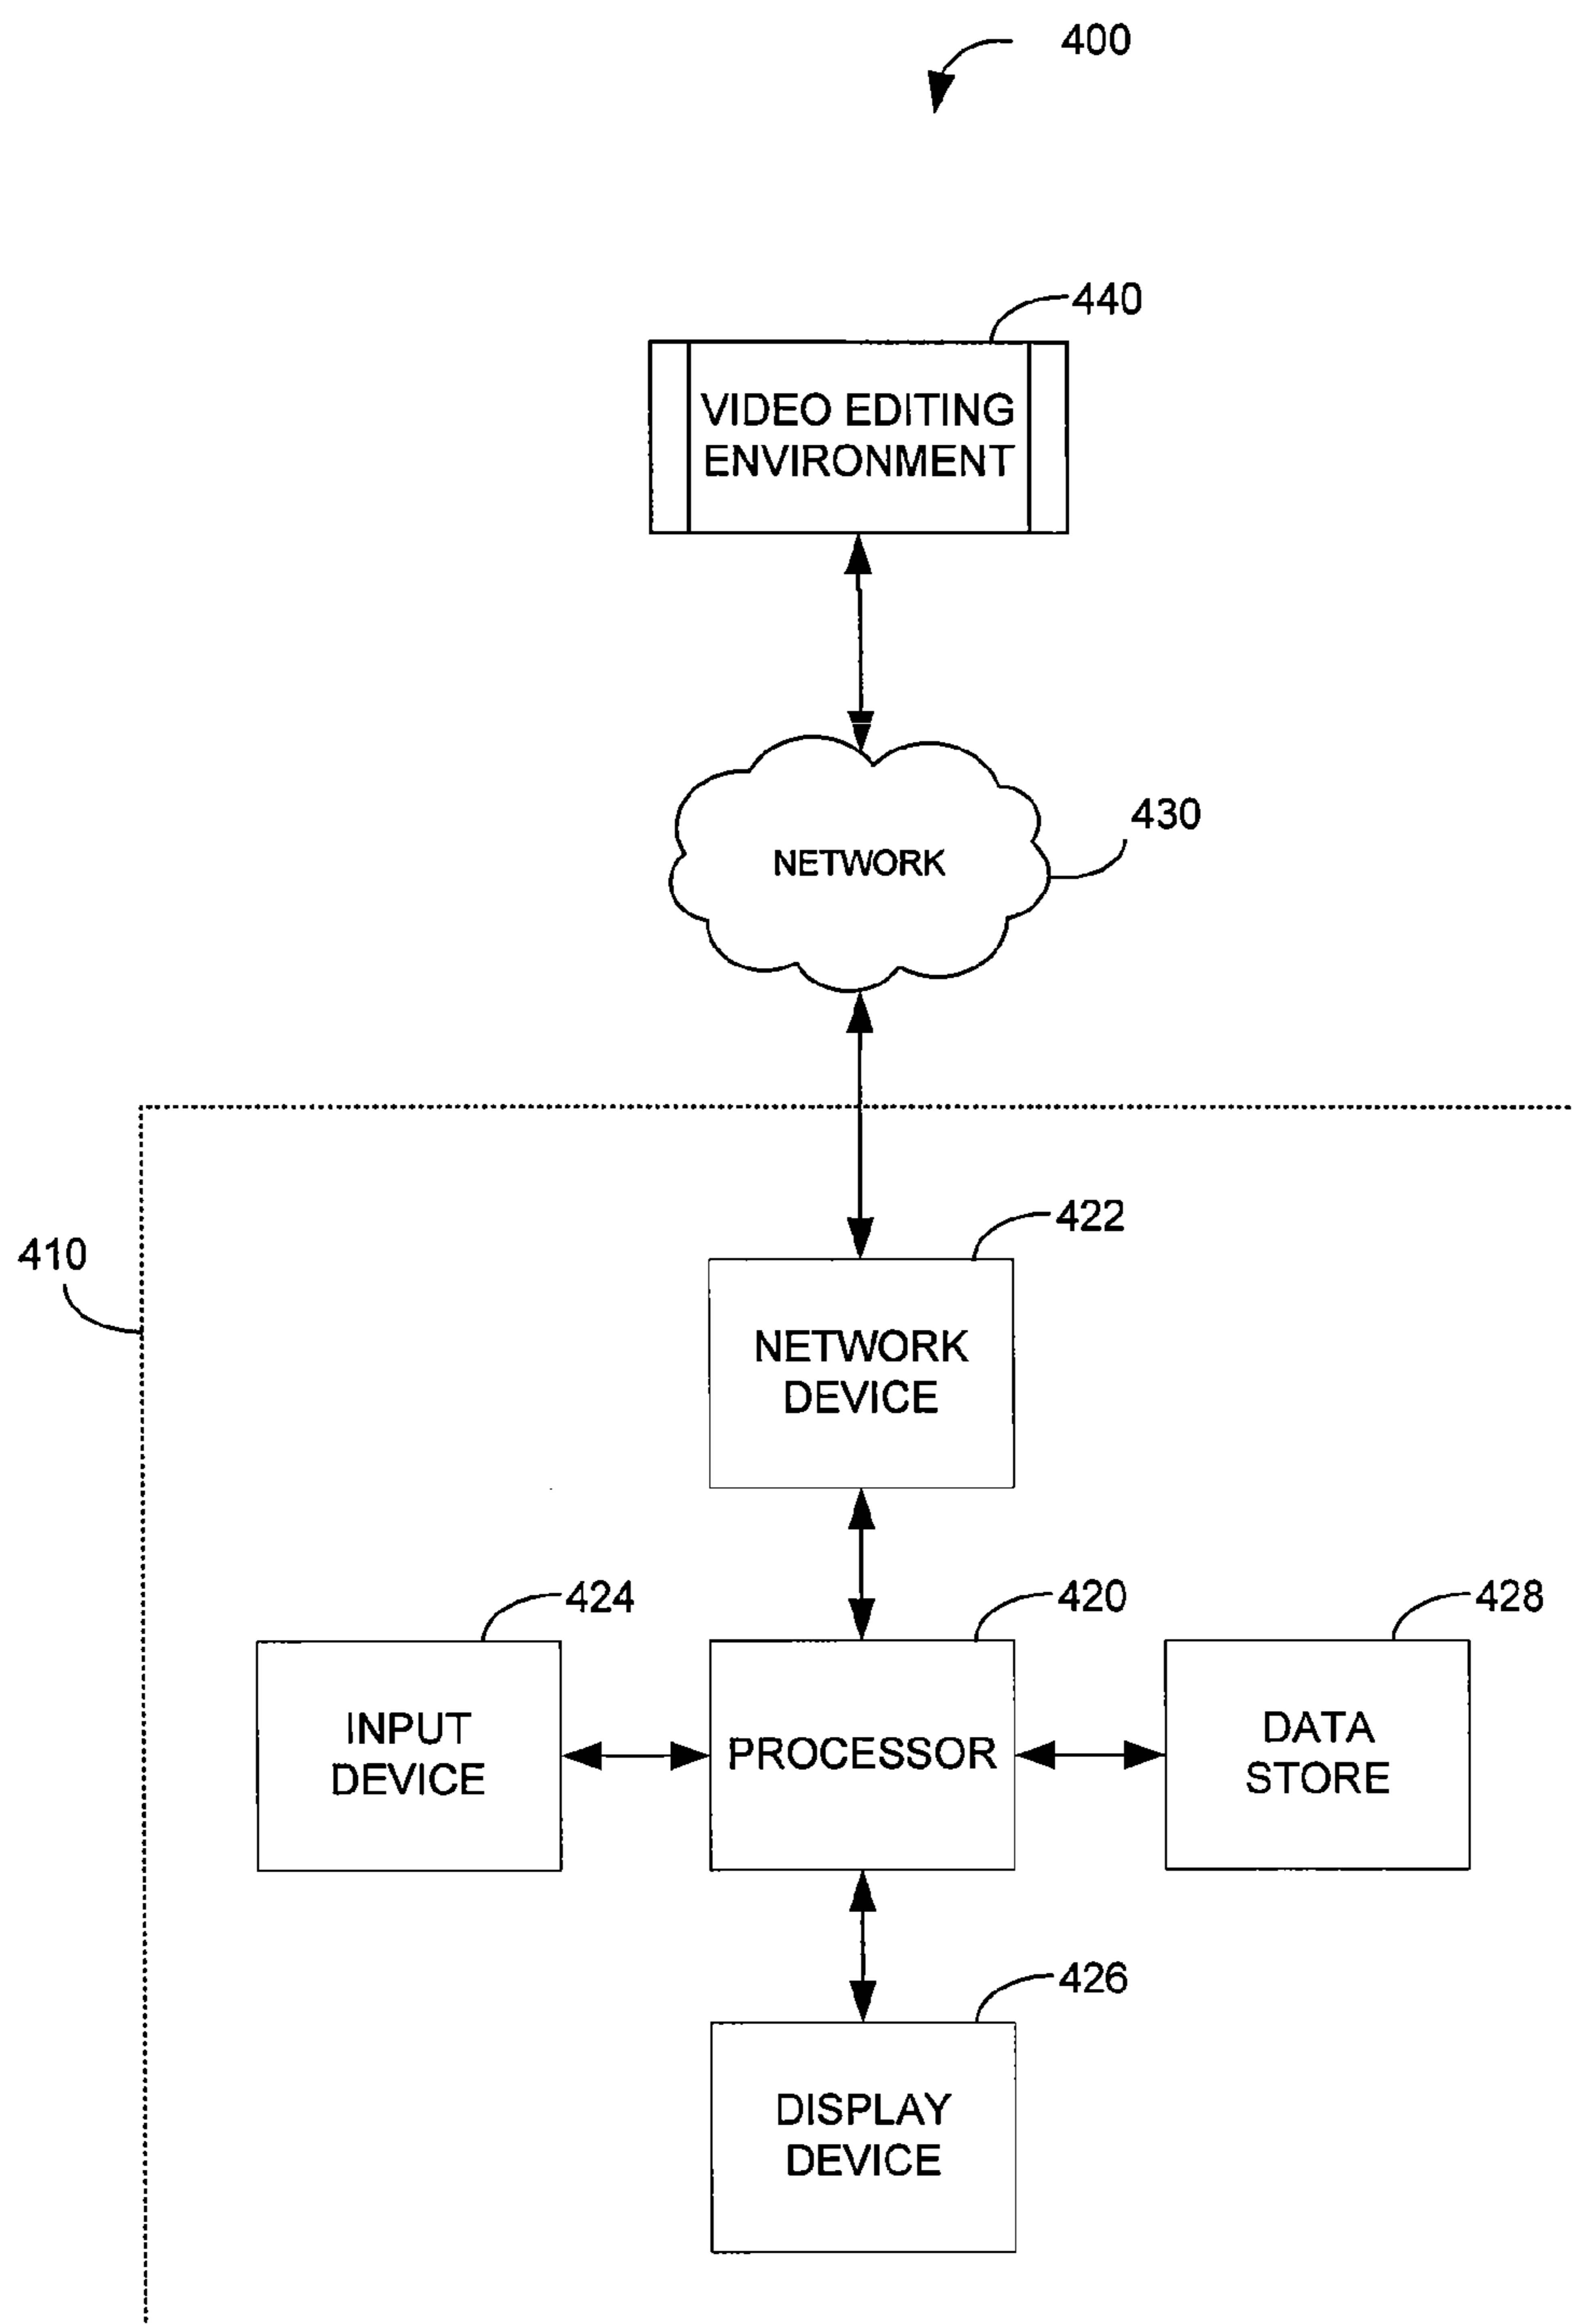 400
440
VIDEO EDITING
ENVIRONMENT
430
NETWORK
422
410
NETWORK
DEVICE
424
420
428
INPUT
DEVICE
PROCESSOR
DATA
STORE
426
DISPLAY
DEVICE